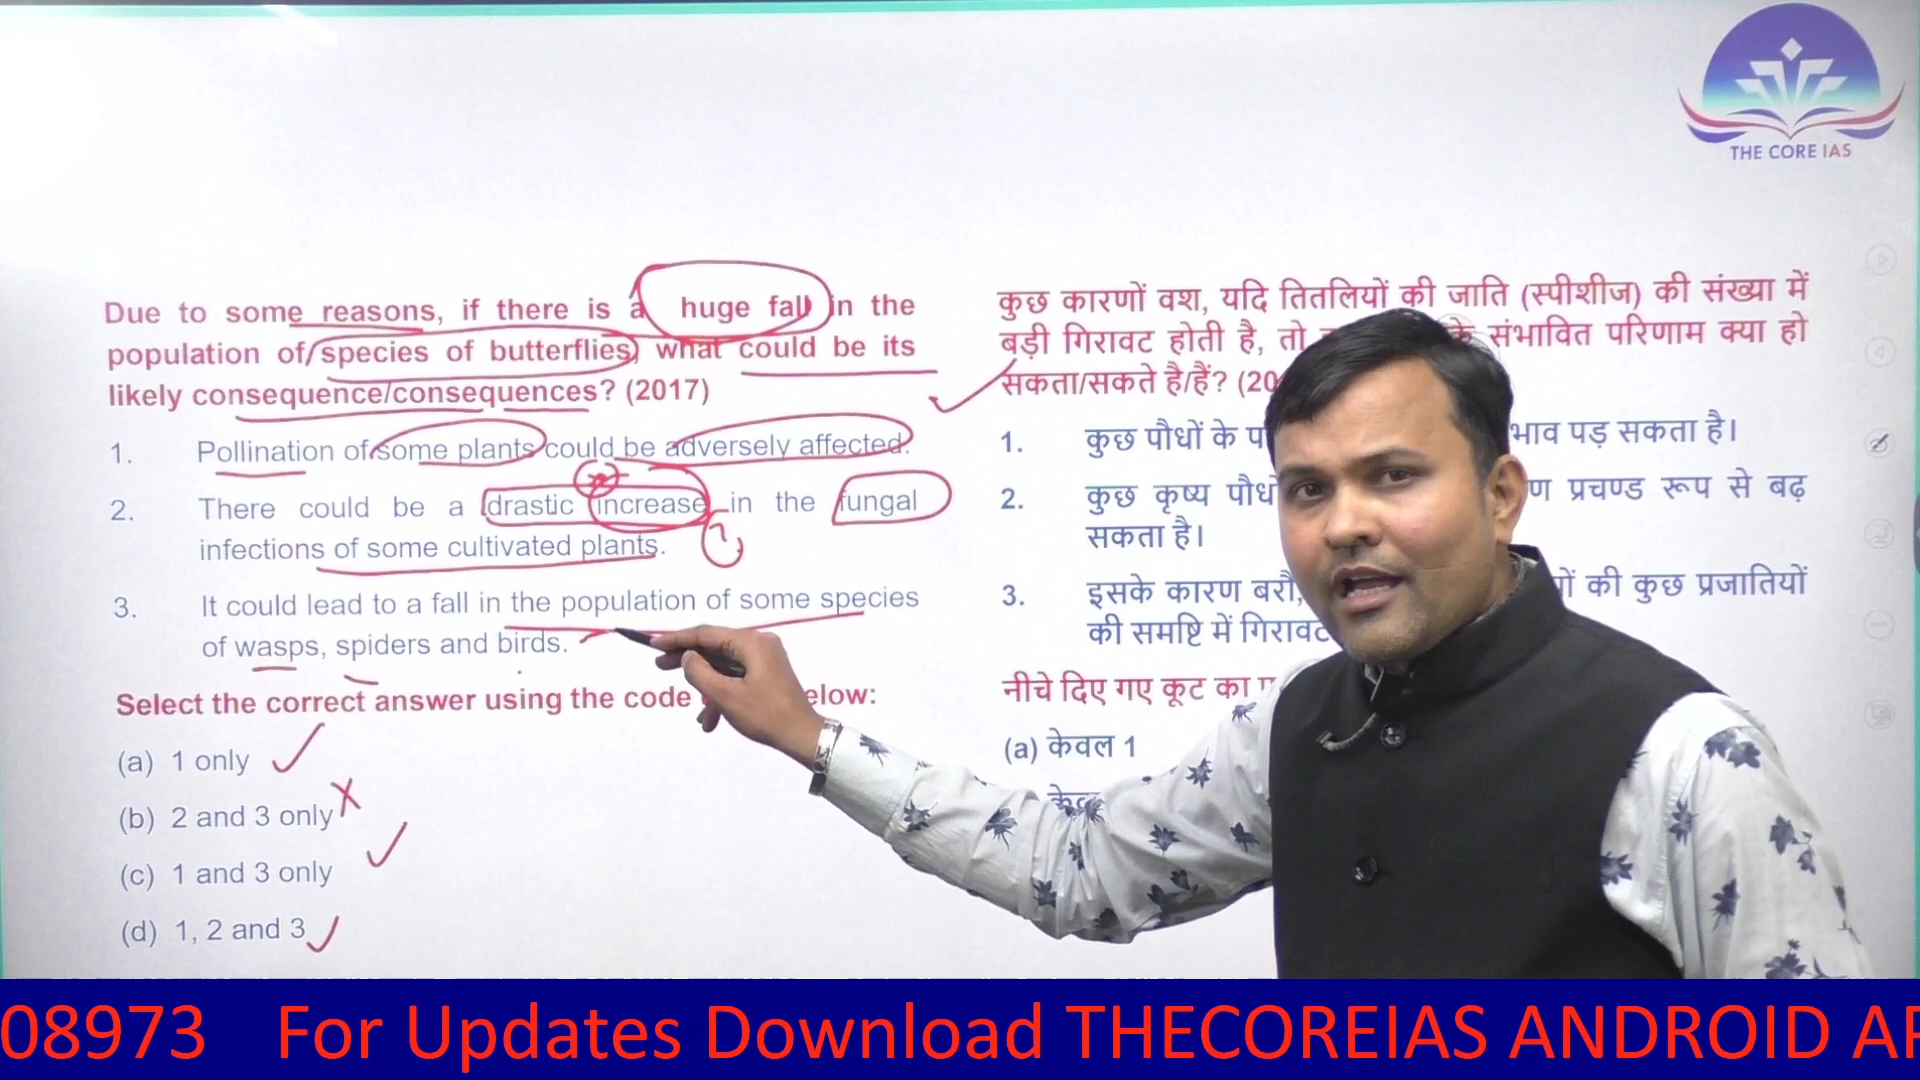 THE CORE IAS
Due to some reasons, if there is a huge fall in the
population of species of butterflies, what could be its
likely consequence/consequences? (2017)
1. Pollination of some plants could be adversely affected.
2. There could be a drastic increase in the fungal
infections of some cultivated plants.
3. It could lead to a fall in the population of some species
of wasps, spiders and birds.
Select the correct answer using the code elow:
(a) 1 only
(b) 2 and 3 only
(c) 1 and 3 only
(d) 1, 2 and 3
कुछ कारणों वश, यदि तितलियों की जाति (स्पीशीज) की संख्या में
बड़ी गिरावट होती है, तो के संभावित परिणाम क्या हो
सकता/सकते है/हैं? (20
1. कुछ पौधों के प भाव पड़ सकता है।
2. कुछ कृष्य पौधों ण प्रचण्ड रूप से बढ़
सकता है।
3. इसके कारण बरौ, ों की कुछ प्रजातियों
की समष्टि में गिरावट
नीचे दिए गए कूट का प्र
(a) केवल 1
केव
08973 For Updates Download THECOREIAS ANDROID AP